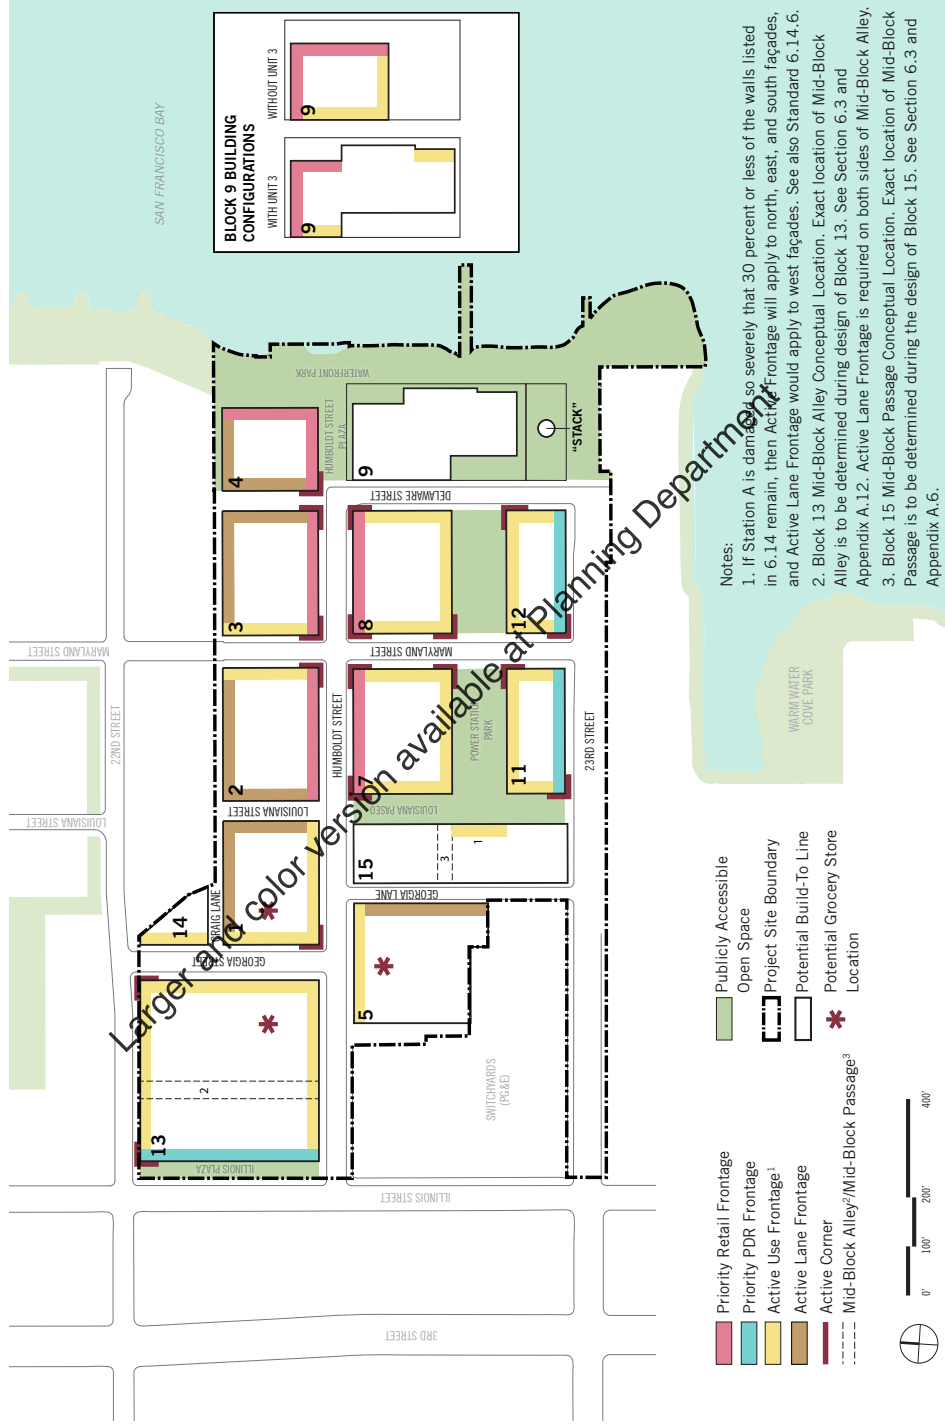 SAN FRANCISCO BAY
BLOCK 9 BUILDING
CONFIGURATIONS
WITH UNIT 3
WITHOUT UNIT 3
9
9
22ND STREET
MARYLAND STREET
LOUISIANA STREET
WATERFRONT PARK
HUMBOLDT STREET
PLAZA
4
3
2
1
14
13
2
CRAIG LANE
LOUISIANA STREET
GEORGIA STREET
ILLINOIS PLAZA
HUMBOLDT STREET
DELAWARE STREET
MARYLAND STREET
9
"STACK"
8
12
7
11
POWER STATION
PARK
LOUISIANA PASEO
15
3
1
GEORGIA LANE
5
SWITCHYARDS
(PG&E)
23RD STREET
ILLINOIS STREET
3RD STREET
WARM WATER
COVE PARK
Larger and color version available at Planning Department
Priority Retail Frontage
Priority PDR Frontage
Active Use Frontage¹
Active Lane Frontage
Active Corner
Mid-Block Alley²/Mid-Block Passage³
Publicly Accessible
Open Space
Project Site Boundary
Potential Build-To Line
Potential Grocery Store
Location
0' 100' 200' 400'
Notes:
1. If Station A is damaged so severely that 30 percent or less of the walls listed
in 6.14 remain, then Active Frontage will apply to north, east, and south façades,
and Active Lane Frontage would apply to west façades. See also Standard 6.14.6.
2. Block 13 Mid-Block Alley Conceptual Location. Exact location of Mid-Block
Alley is to be determined during design of Block 13. See Section 6.3 and
Appendix A.12. Active Lane Frontage is required on both sides of Mid-Block Alley.
3. Block 15 Mid-Block Passage Conceptual Location. Exact location of Mid-Block
Passage is to be determined during the design of Block 15. See Section 6.3 and
Appendix A.6.